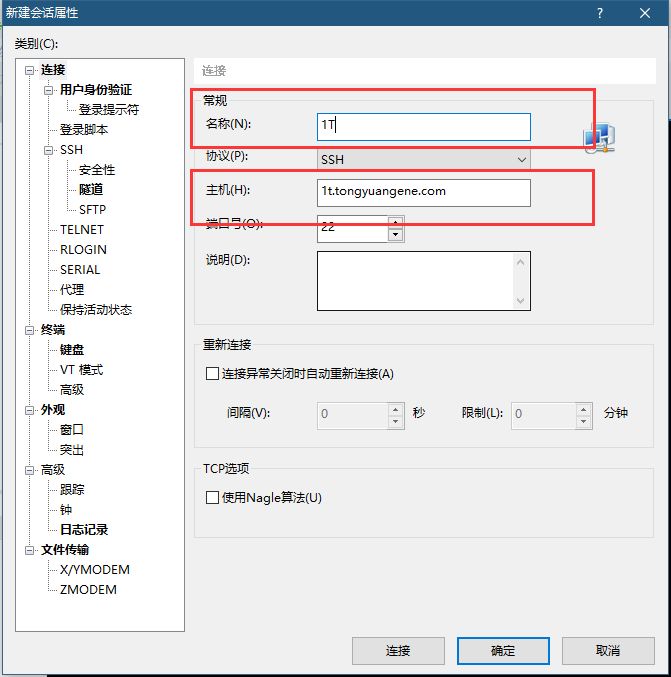 新建会话属性
?
类别(C):
连接
用户身份验证
登录提示符
登录脚本
SSH
安全性
隧道
SFTP
TELNET
RLOGIN
SERIAL
代理
保持活动状态
终端
键盘
VT 模式
高级
外观
窗口
突出
高级
跟踪
钟
日志记录
文件传输
X/YMODEM
ZMODEM
连接
常规
名称(N): 1T
协议(P): SSH
主机(H): 1t.tongyuangene.com
端口号(O): 22
说明(D):
重新连接
连接异常关闭时自动重新连接(A)
间隔(V): 0 秒 限制(L): 0 分钟
TCP选项
使用Nagle算法(U)
连接 确定 取消